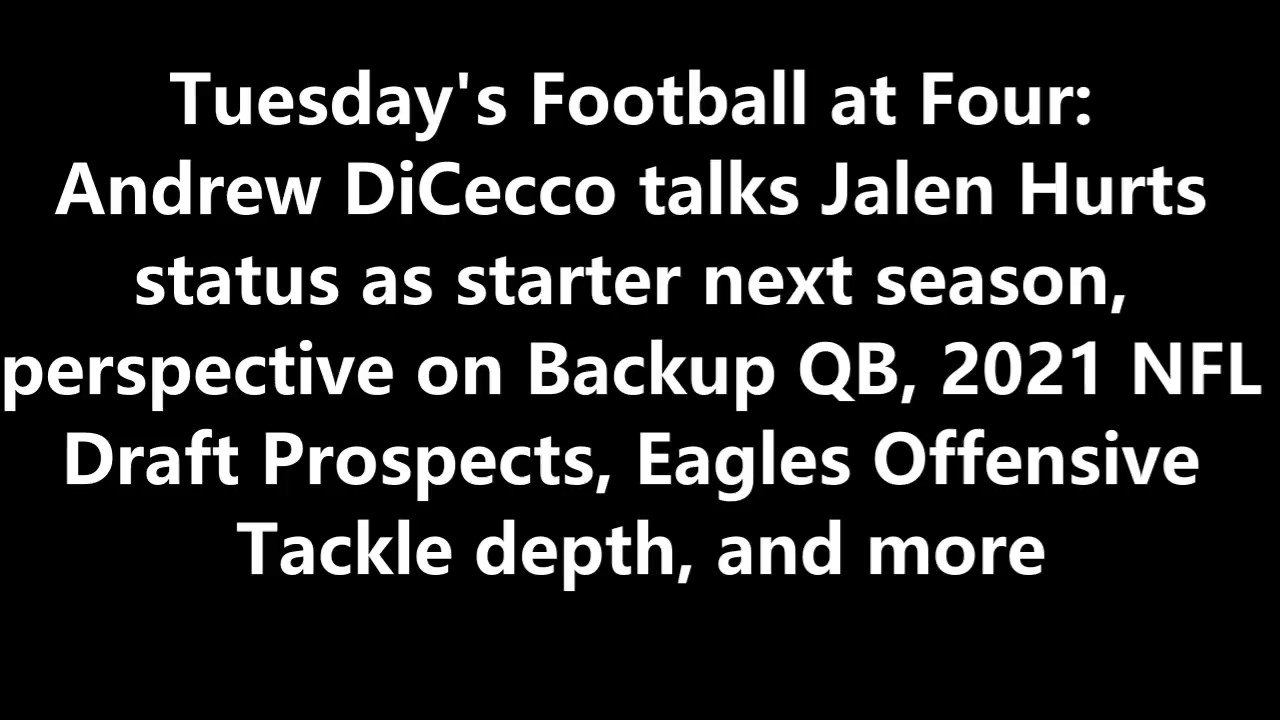 Tuesday's Football at Four:
Andrew DiCecco talks Jalen Hurts
status as starter next season,
perspective on Backup QB, 2021 NFL
Draft Prospects, Eagles Offensive
Tackle depth, and more